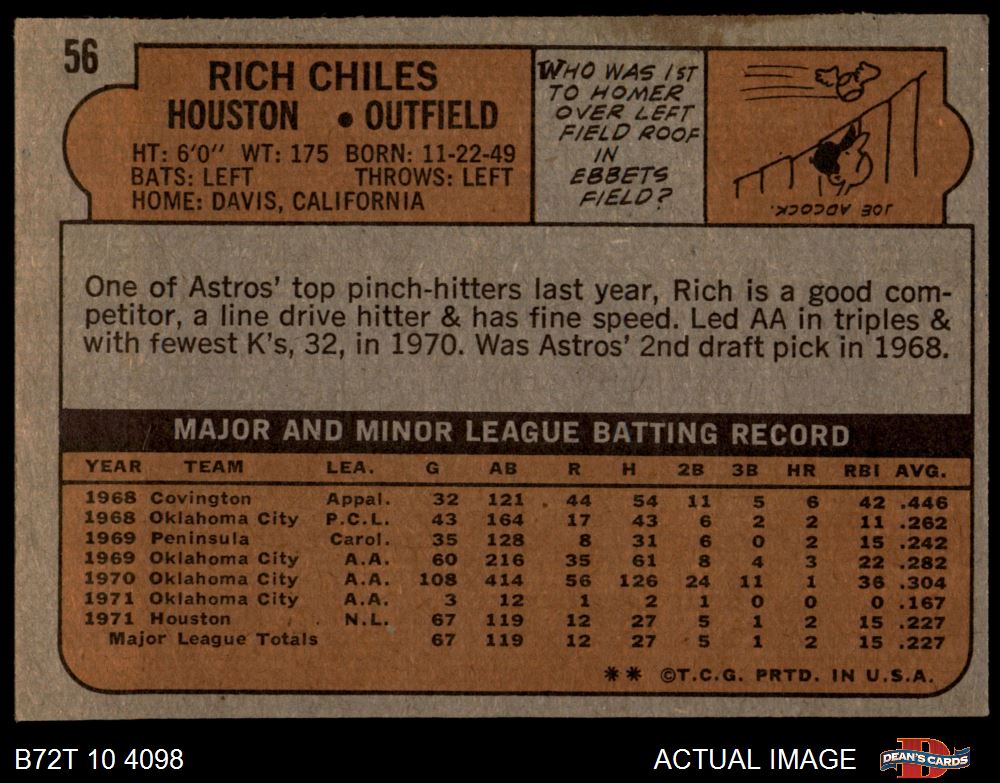 56
RICH CHILES
HOUSTON • OUTFIELD
HT: 6'0" WT: 175 BORN: 11-22-49
BATS: LEFT THROWS: LEFT
HOME: DAVIS, CALIFORNIA
WHO WAS 1ST
TO HOMER
OVER LEFT
FIELD ROOF
IN
EBBETS
FIELD?
JOE ADCOCK.
One of Astros' top pinch-hitters last year, Rich is a good com-
petitor, a line drive hitter & has fine speed. Led AA in triples &
with fewest K's, 32, in 1970. Was Astros' 2nd draft pick in 1968.
MAJOR AND MINOR LEAGUE BATTING RECORD
YEAR TEAM LEA. G AB R H 2B 3B HR RBI AVG.
1968 Covington Appal. 32 121 44 54 11 5 6 42 .446
1968 Oklahoma City P.C.L. 43 164 17 43 6 2 2 11 .262
1969 Peninsula Carol. 35 128 8 31 6 0 2 15 .242
1969 Oklahoma City A.A. 60 216 35 61 8 4 3 22 .282
1970 Oklahoma City A.A. 108 414 56 126 24 11 1 36 .304
1971 Oklahoma City A.A. 3 12 1 2 1 0 0 0 .167
1971 Houston N.L. 67 119 12 27 5 1 2 15 .227
Major League Totals 67 119 12 27 5 1 2 15 .227
** ©T.C.G. PRTD. IN U.S.A.
B72T 10 4098
ACTUAL IMAGE
DEAN'S CARDS